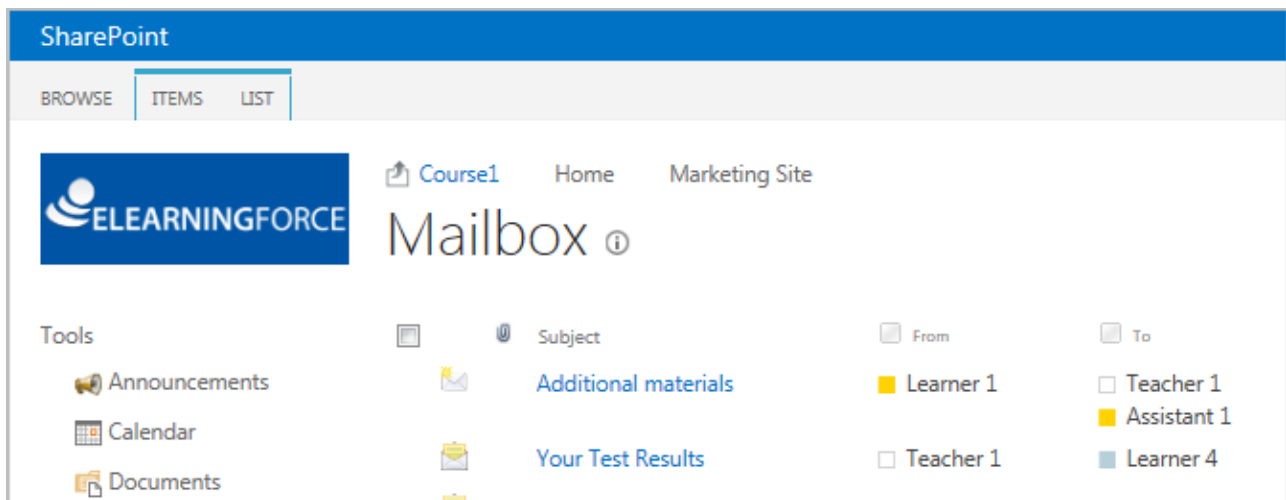 SharePoint
BROWSE ITEMS LIST
ELEARNINGFORCE
Course1 Home Marketing Site
Mailbox
Tools
Announcements
Calendar
Documents
Subject From To
Additional materials Learner 1 Teacher 1
Assistant 1
Your Test Results Teacher 1 Learner 4